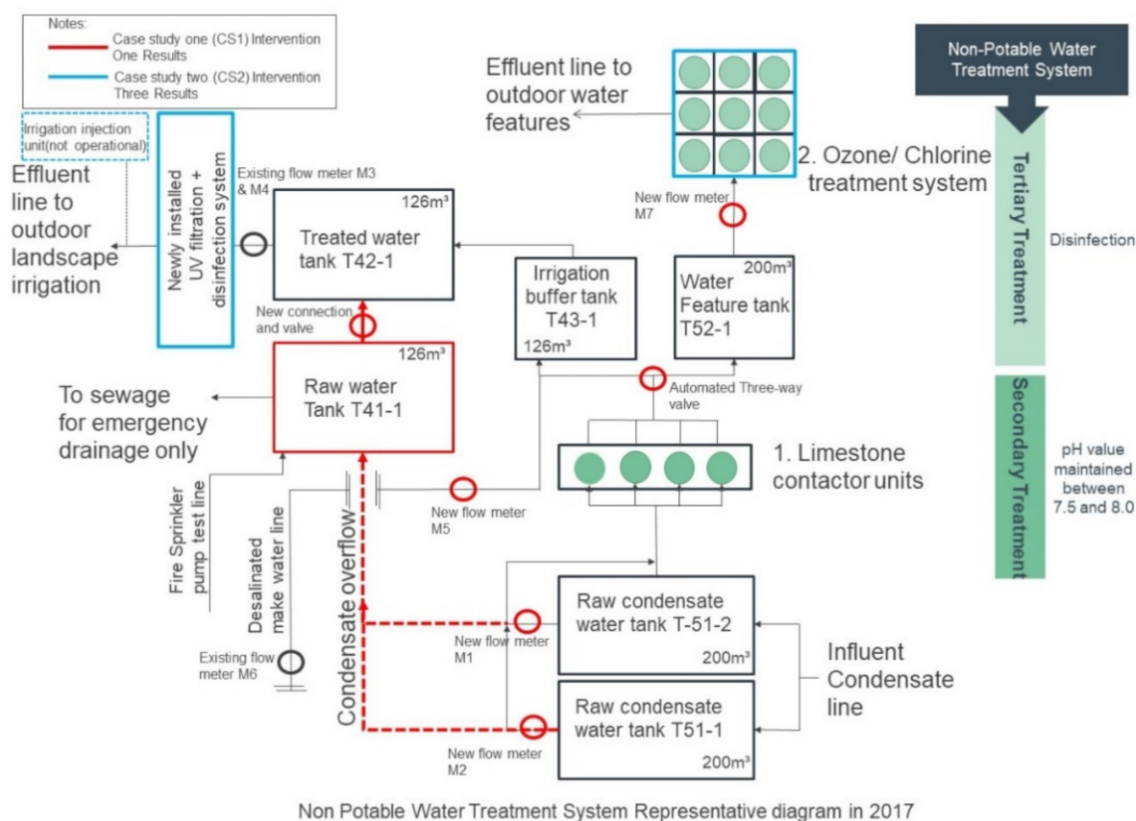 Notes:
Case study one (CS1) Intervention
One Results
Case study two (CS2) Intervention
Three Results
Irrigation injection
unit(not operational)
Effluent
line to
outdoor
landscape
irrigation
Newly installed
UV filtration +
disinfection system
Existing flow meter M3
& M4
126m³
Treated water
tank T42-1
New connection
and valve
126m³
Raw water
Tank T41-1
To sewage
for emergency
drainage only
Fire Sprinkler
pump test line
Desalinated
make water line
Existing flow
meter M6
Condensate overflow
Effluent line to
outdoor water
features
2. Ozone/ Chlorine
treatment system
New flow meter
M7
Irrigation
buffer tank
T43-1
126m³
200m³
Water
Feature tank
T52-1
Automated Three-way
valve
1. Limestone
contactor units
New flow meter
M5
Raw condensate
water tank T-51-2
200m³
New flow meter
M1
Raw condensate
water tank T51-1
200m³
New flow meter
M2
Influent
Condensate
line
Non-Potable Water
Treatment System
Tertiary Treatment
Disinfection
Secondary Treatment
pH value
maintained
between
7.5 and 8.0
Non Potable Water Treatment System Representative diagram in 2017